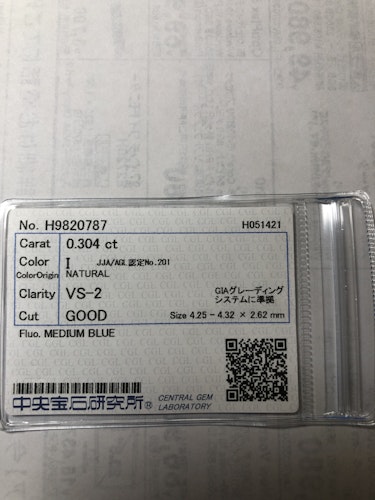 No. H9820787 H051421
Carat 0.304 ct
Color I JJA/AGL認定No.201
ColorOrigin NATURAL
Clarity VS-2 GIAグレーディング
システムに準拠
Cut GOOD Size 4.25 - 4.32 × 2.62 mm
Fluo. MEDIUM BLUE
中央宝石研究所® CENTRAL GEM
LABORATORY